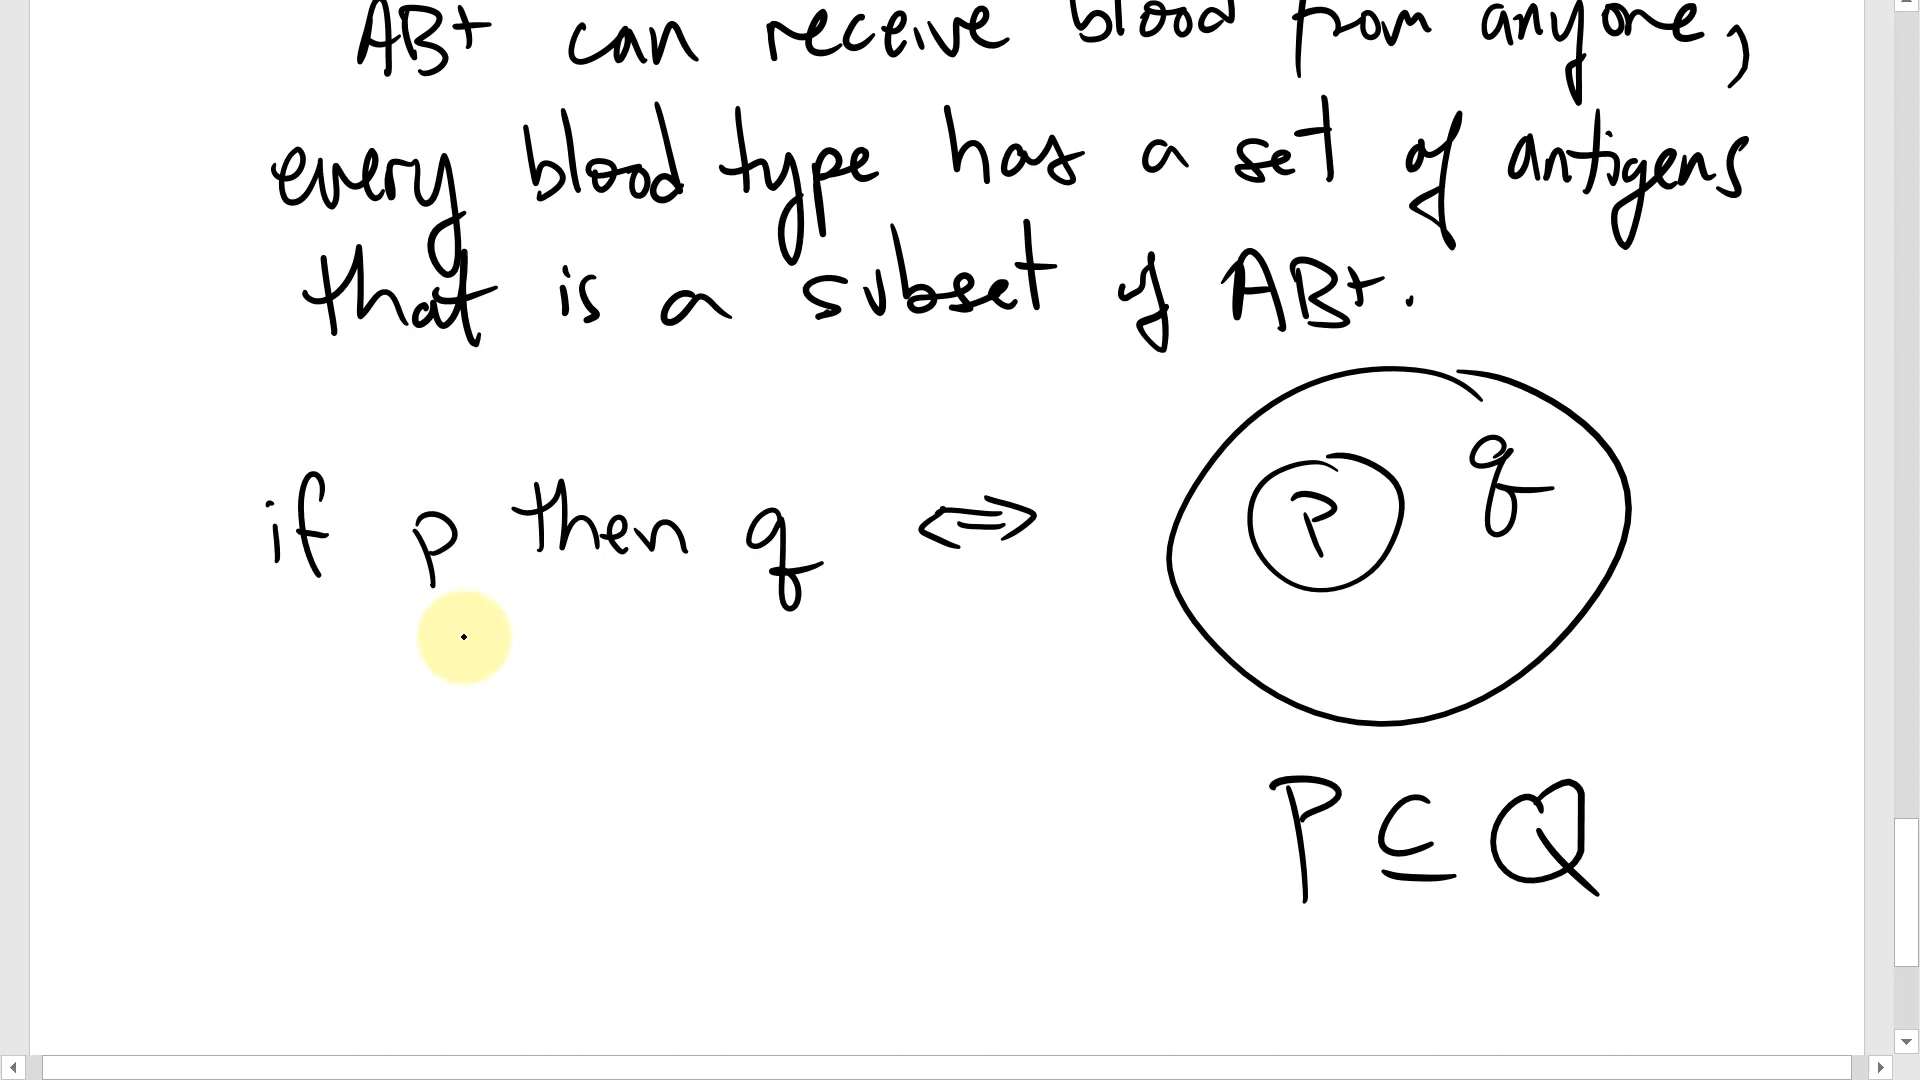 AB+ can receive blood from anyone,
every blood type has a set of antigens
that is a subset of AB+.
if p then q ⇔
P q
P ⊆ Q